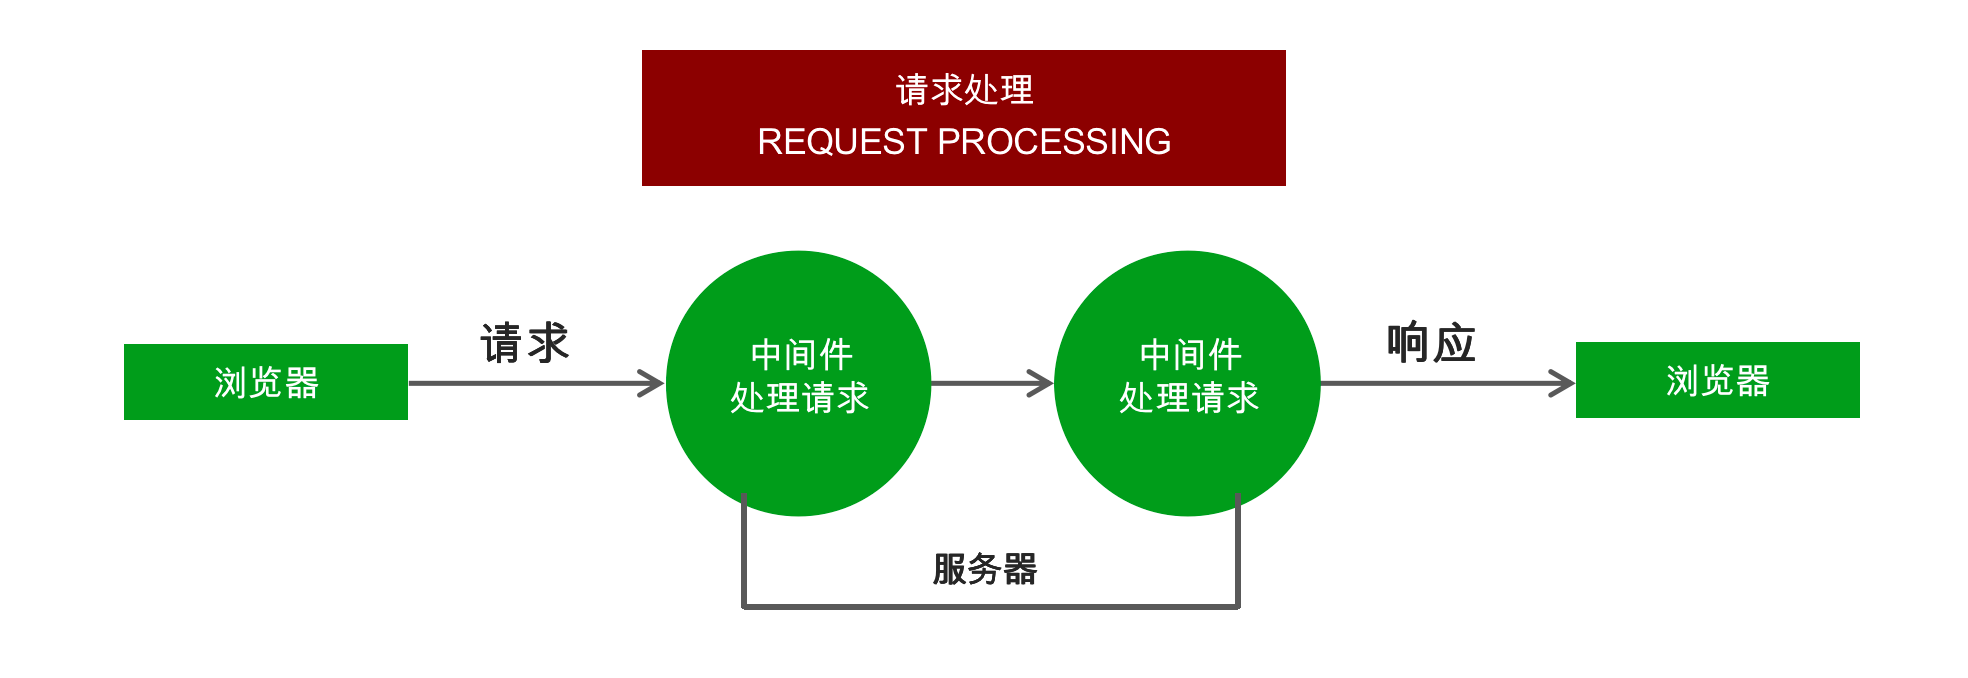 请求处理
REQUEST PROCESSING
浏览器
请求
中间件
处理请求
中间件
处理请求
响应
浏览器
服务器